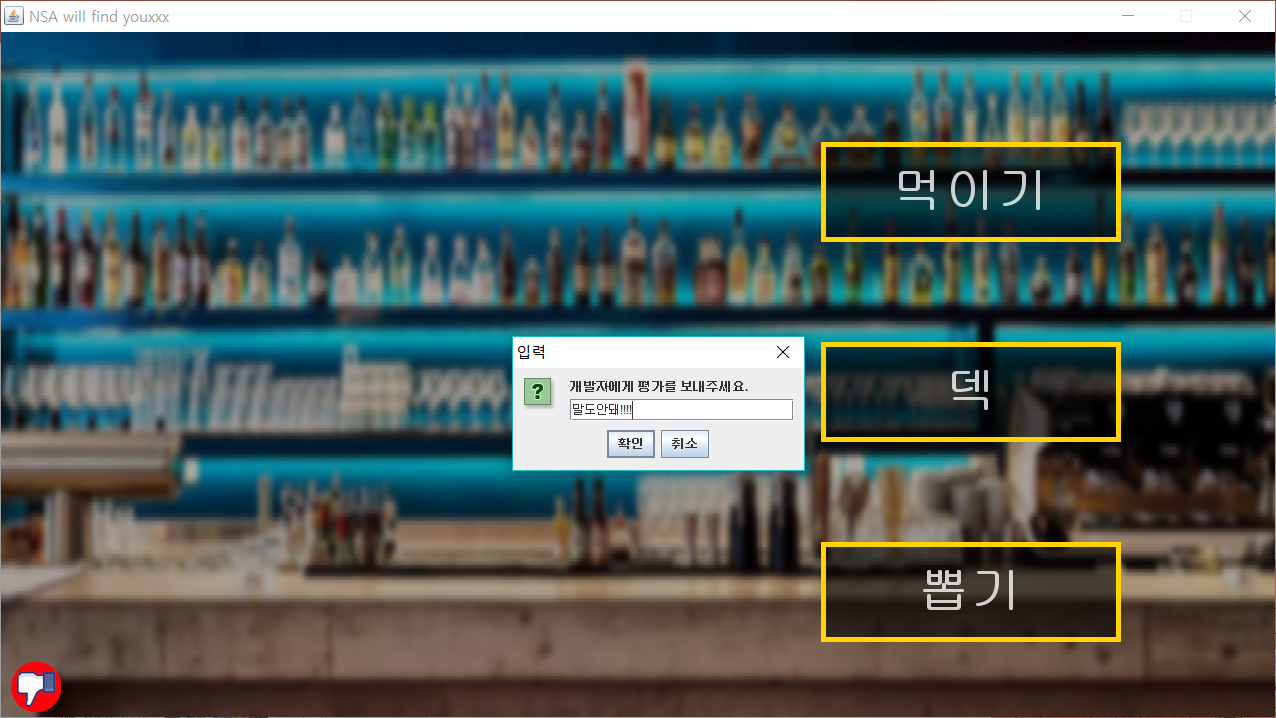 NSA will find youxxx
먹이기
입력
개발자에게 평가를 보내주세요.
말도안돼!!!!
확인 취소
덱
뽑기